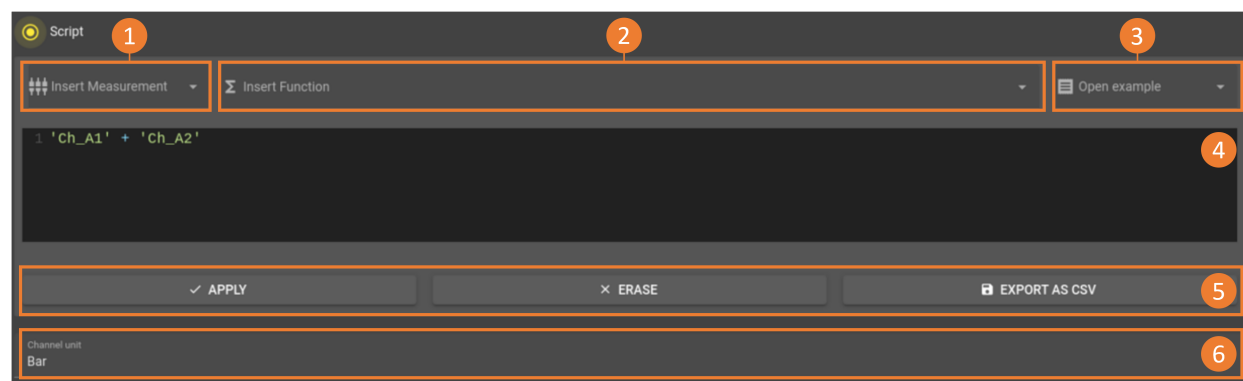 Script
1
2
3
Insert Measurement
Σ Insert Function
Open example
1 'Ch_A1' + 'Ch_A2'
4
APPLY
ERASE
EXPORT AS CSV
5
Channel unit
Bar
6